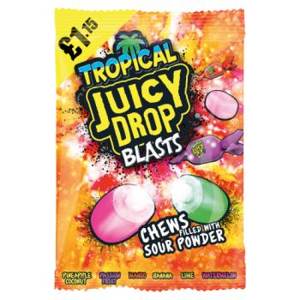 £1.15
TROPICAL
JUICY
DROP
BLASTS
CHEWS
FILLED WITH
SOUR POWDER
PINEAPPLE COCONUT PASSION FRUIT MANGO BANANA LIME WATERMELON